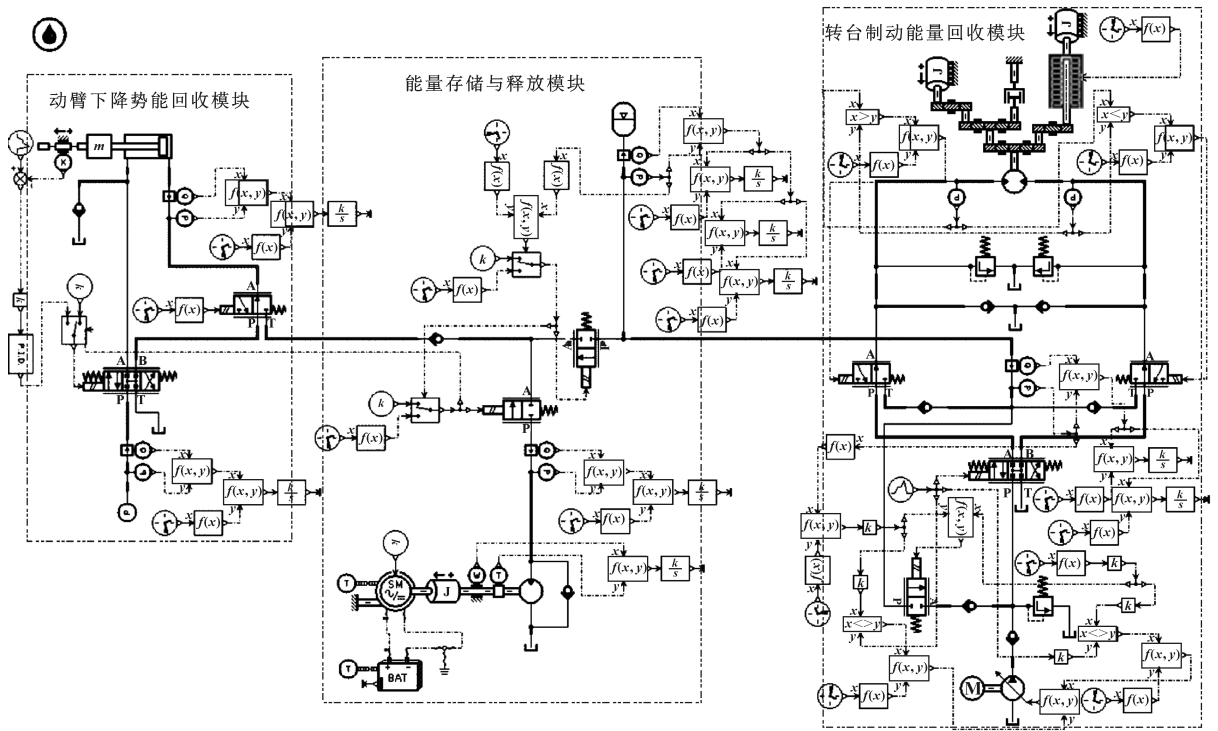 动臂下降势能回收模块
能量存储与释放模块
转台制动能量回收模块
m
K
k
k
PID
Q
P
f(x, y)
f(x, y)
k/s
f(x)
f(x)
A
P T
A B
P T
Q
P
f(x, y)
f(x, y)
k/s
f(x)
P
f(x)
f(x)
f(x, y)
k
f(x)
k
f(x)
A
P
f(x, y)
f(x, y)
k/s
f(x)
f(x, y)
k/s
k
T
SM
J
W
T
T
BAT
Q
P
f(x, y)
f(x, y)
k/s
f(x)
f(x, y)
k/s
f(x)
f(x, y)
k/s
f(x)
J
J
f(x)
x>y
f(x, y)
f(x)
x<y
f(x, y)
f(x)
P
P
A
P
A
T P
Q
P
f(x, y)
f(x)
A B
P T
f(x, y)
k/s
f(x)
f(x, y)
k/s
f(x)
f(x, y)
k
f(x)
f(x, y)
k
f(x)
k
k
x<>y
f(x, y)
f(x)
k
x<>y
f(x, y)
f(x)
M
f(x, y)